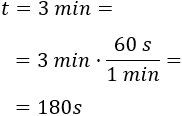 t = 3 min =
= 3 min · 60 s / 1 min =
= 180s